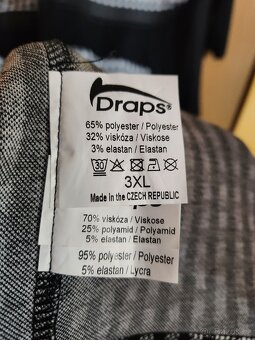 Draps®
65% polyester / Polyester
32% viskóza / Viskose
3% elastan / Elastan
30
3XL
Made in the CZECH REPUBLIC
70% viskóza / Viskose
25% polyamid / Polyamid
5% elastan / Elastan
95% polyester / Polyester
5% elastan / Lycra